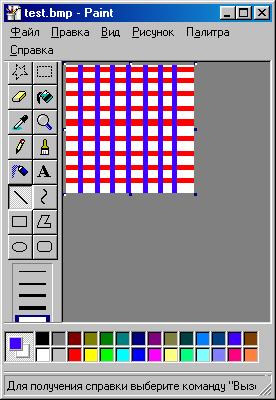 test.bmp - Paint
Файл Правка Вид Рисунок Палитра
Справка
A
Для получения справки выберите команду "Вызо